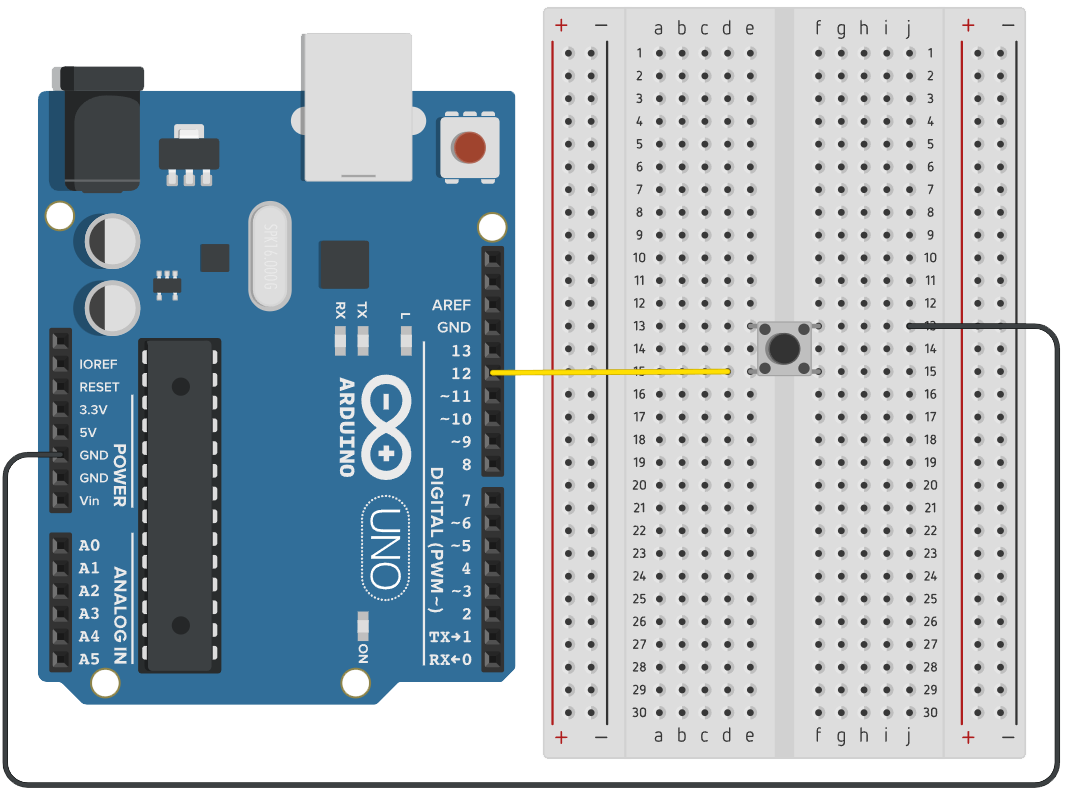 + − a b c d e f g h i j + −
1 1
2 2
3 3
4 4
5 5
6 6
7 7
8 8
9 9
10 10
11 11
12 12
13
14 14
15
16 16
17 17
18 18
19 19
20 20
21 21
22 22
23 23
24 24
25 25
26 26
27 27
28 28
29 29
30 30
+ − a b c d e f g h i j + −
SPK16.000G
RX
TX
L
AREF
GND
13
12
~11
~10
~9
8
7
~6
~5
4
~3
2
TX→1
RX←0
DIGITAL (PWM~)
ARDUINO
− +
UNO
ON
IOREF
RESET
3.3V
5V
GND
GND
Vin
POWER
A0
A1
A2
A3
A4
A5
ANALOG IN